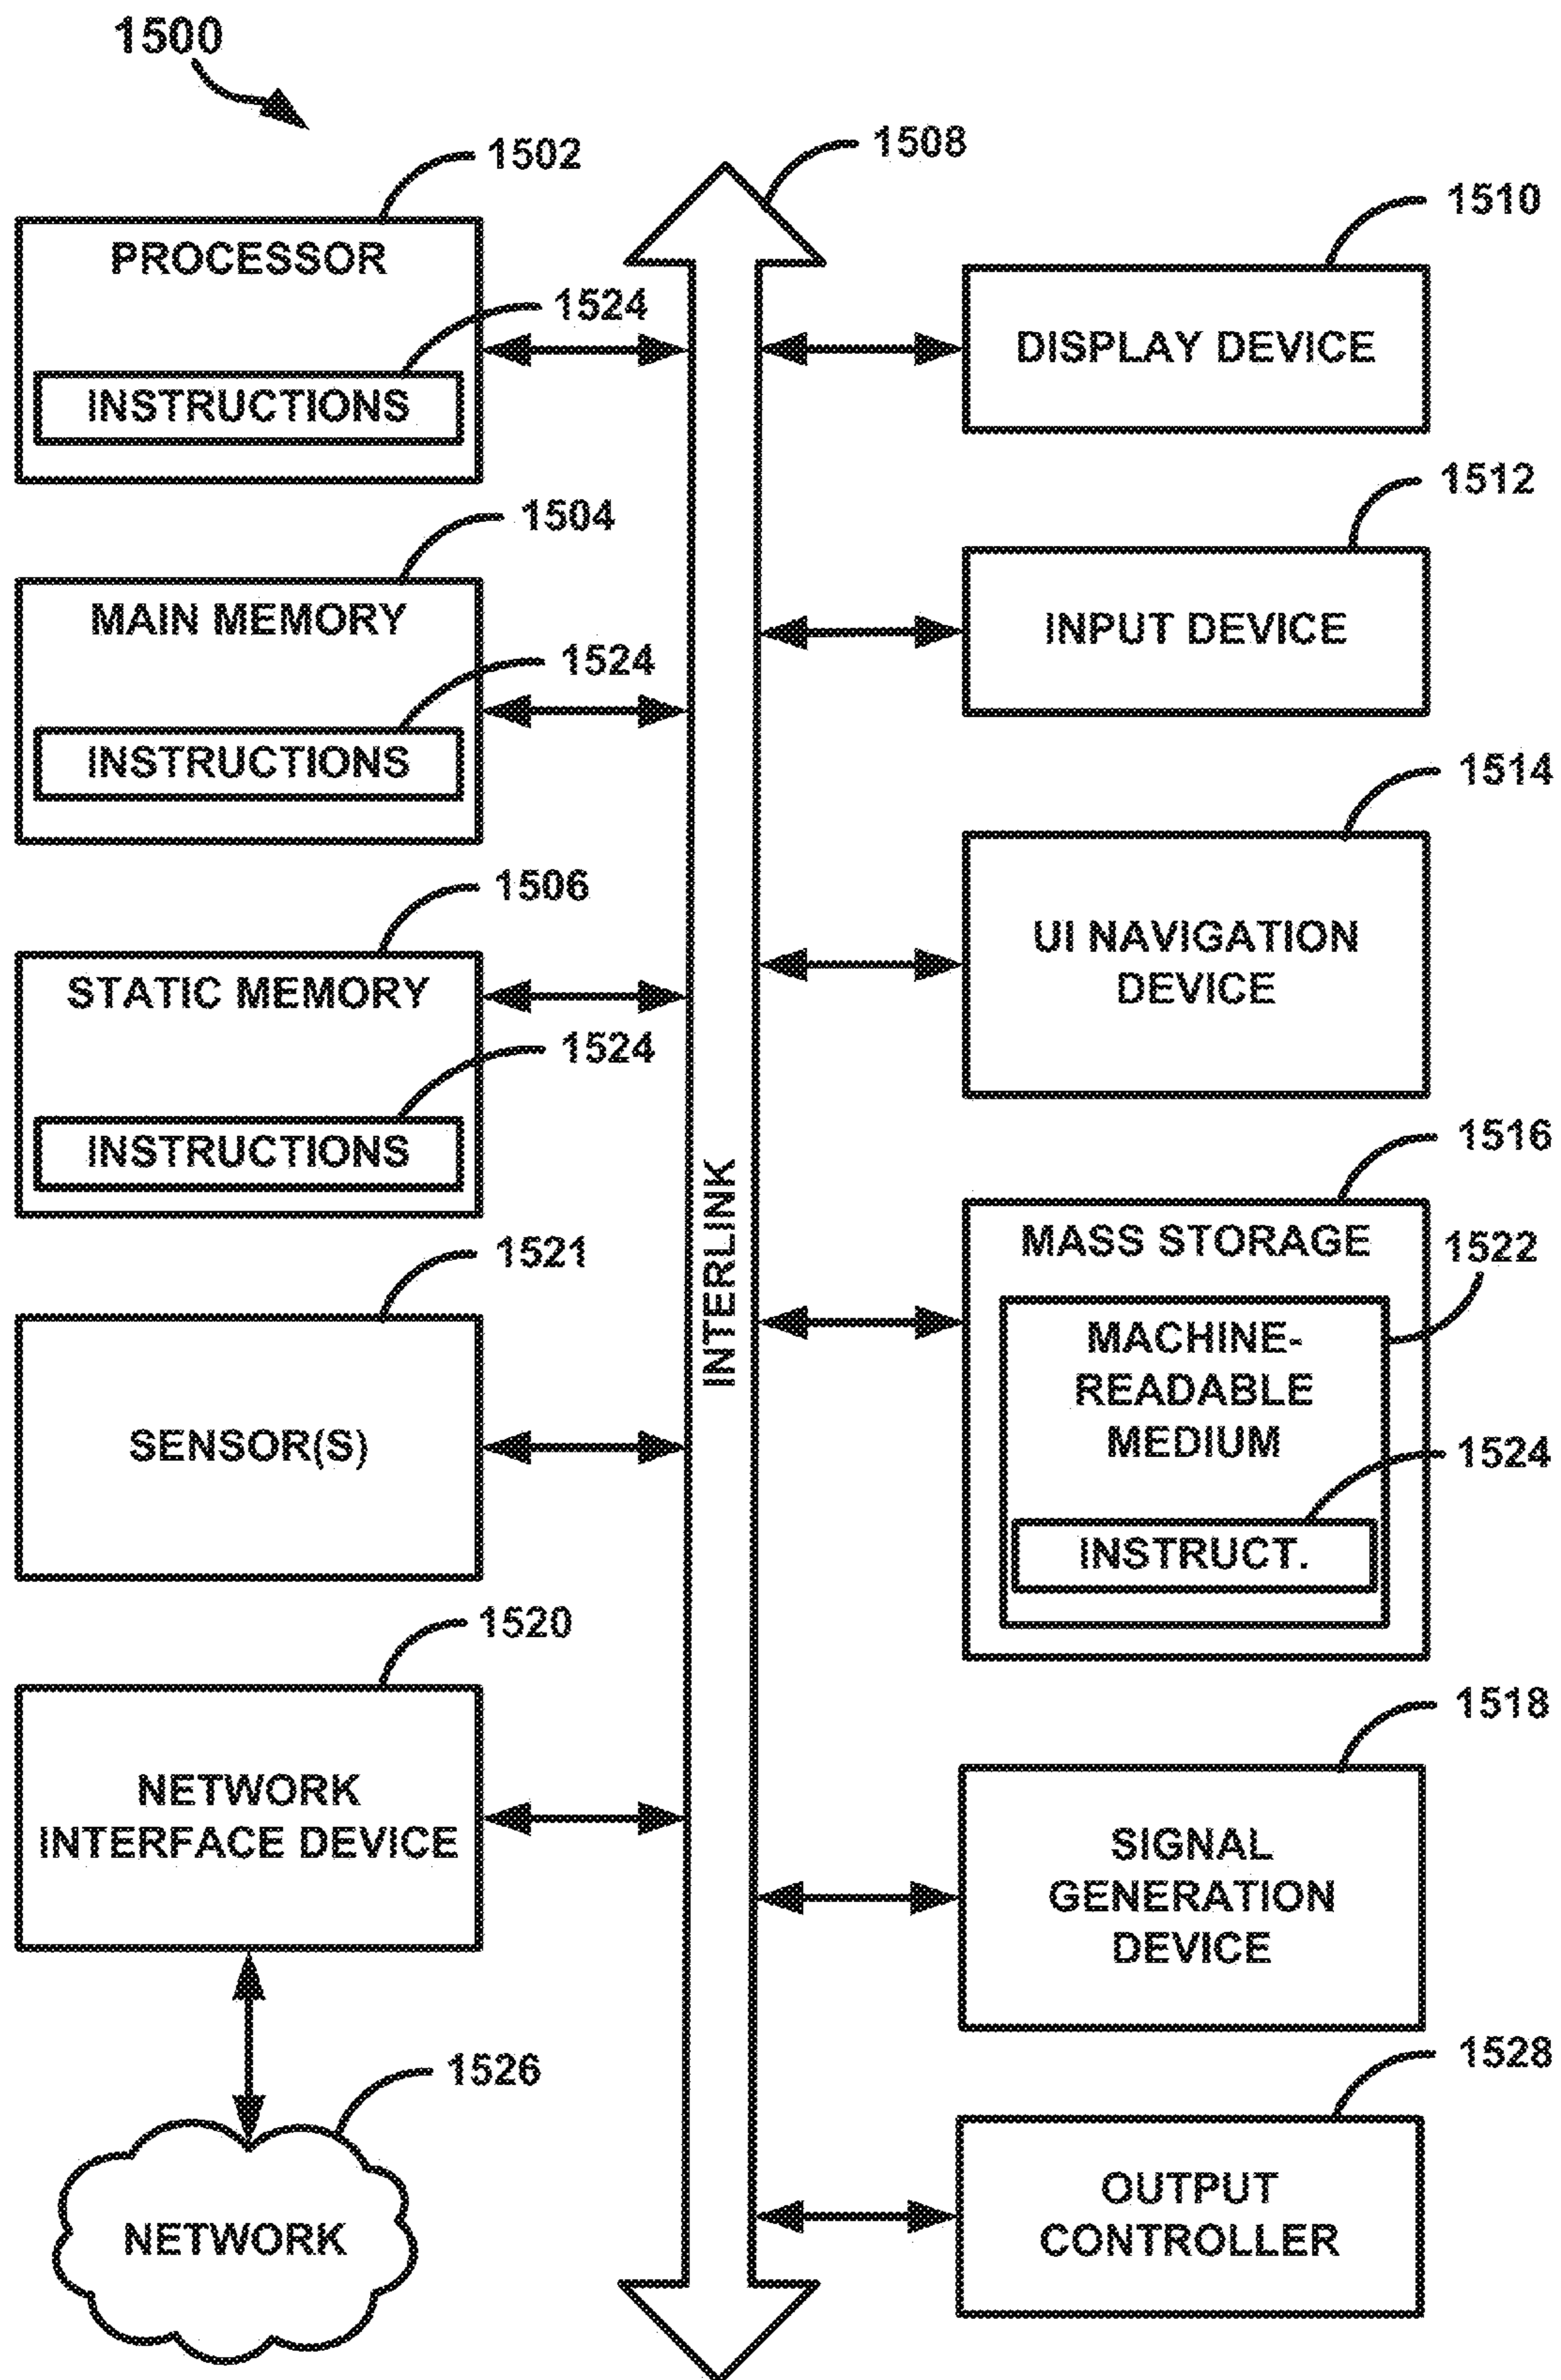 1500
1502
PROCESSOR
1524
INSTRUCTIONS
1504
MAIN MEMORY
1524
INSTRUCTIONS
1506
STATIC MEMORY
1524
INSTRUCTIONS
1521
SENSOR(S)
1520
NETWORK
INTERFACE DEVICE
1526
NETWORK
1508
INTERLINK
1510
DISPLAY DEVICE
1512
INPUT DEVICE
1514
UI NAVIGATION
DEVICE
1516
MASS STORAGE
1522
MACHINE-
READABLE
MEDIUM
1524
INSTRUCT.
1518
SIGNAL
GENERATION
DEVICE
1528
OUTPUT
CONTROLLER